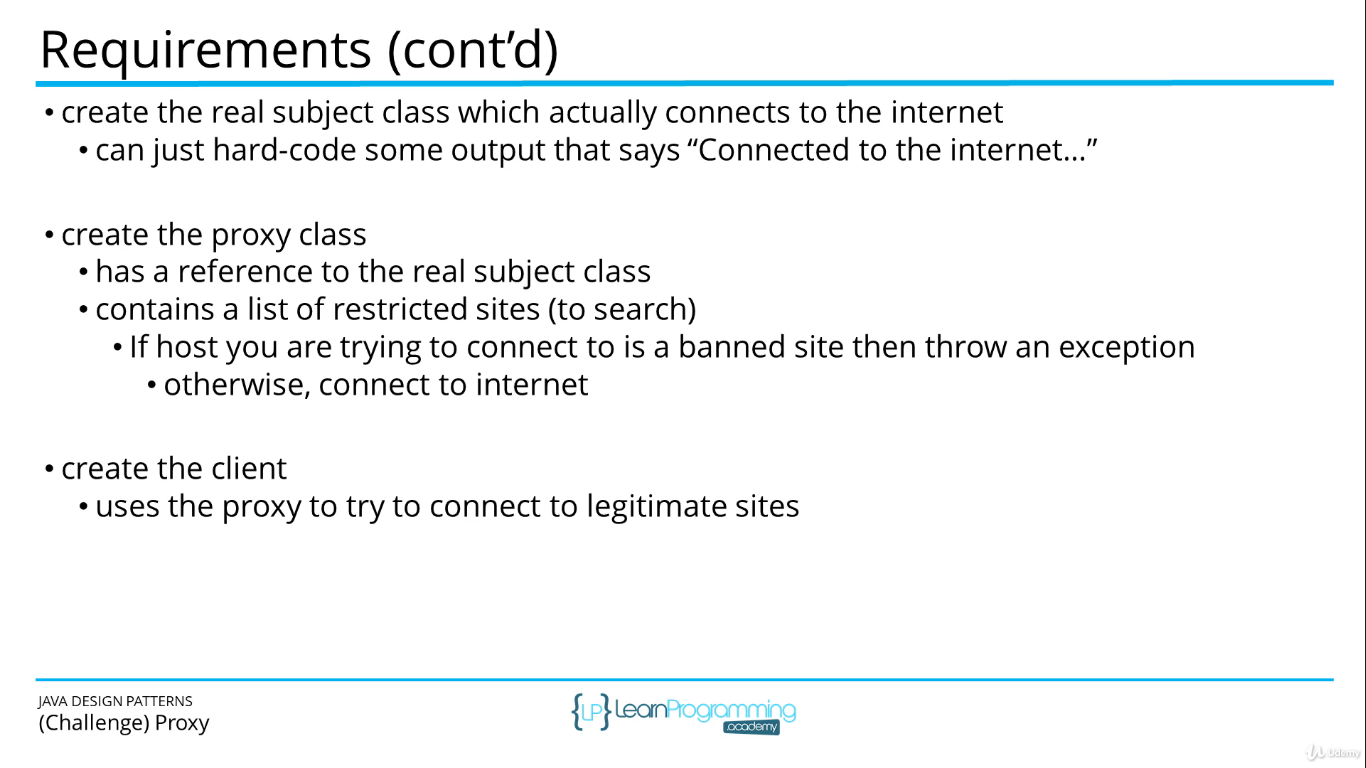 Requirements (cont’d)
• create the real subject class which actually connects to the internet
• can just hard-code some output that says “Connected to the internet…”
• create the proxy class
• has a reference to the real subject class
• contains a list of restricted sites (to search)
• If host you are trying to connect to is a banned site then throw an exception
• otherwise, connect to internet
• create the client
• uses the proxy to try to connect to legitimate sites
JAVA DESIGN PATTERNS
(Challenge) Proxy
{LP} LearnProgramming
.academy
Udemy